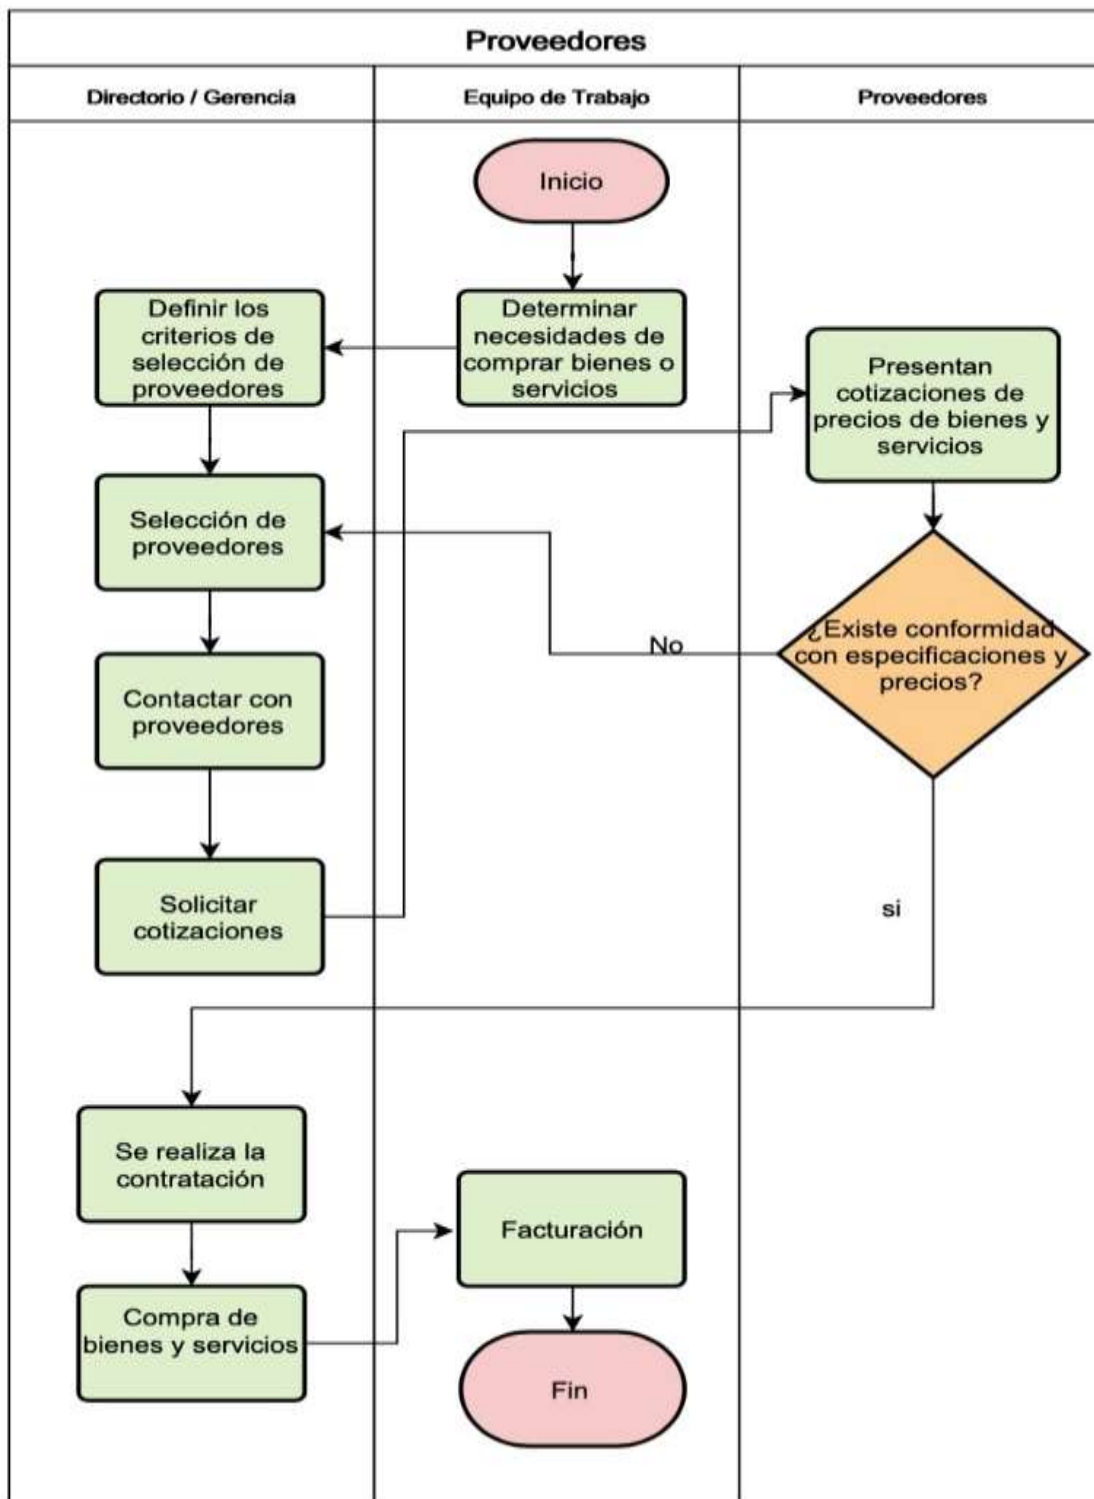 Proveedores
Directorio / Gerencia
Equipo de Trabajo
Proveedores
Inicio
Determinar
necesidades de
comprar bienes o
servicios
Definir los
criterios de
selección de
proveedores
Selección de
proveedores
Contactar con
proveedores
Solicitar
cotizaciones
Presentan
cotizaciones de
precios de bienes y
servicios
¿Existe conformidad
con especificaciones y
precios?
No
si
Se realiza la
contratación
Compra de
bienes y servicios
Facturación
Fin